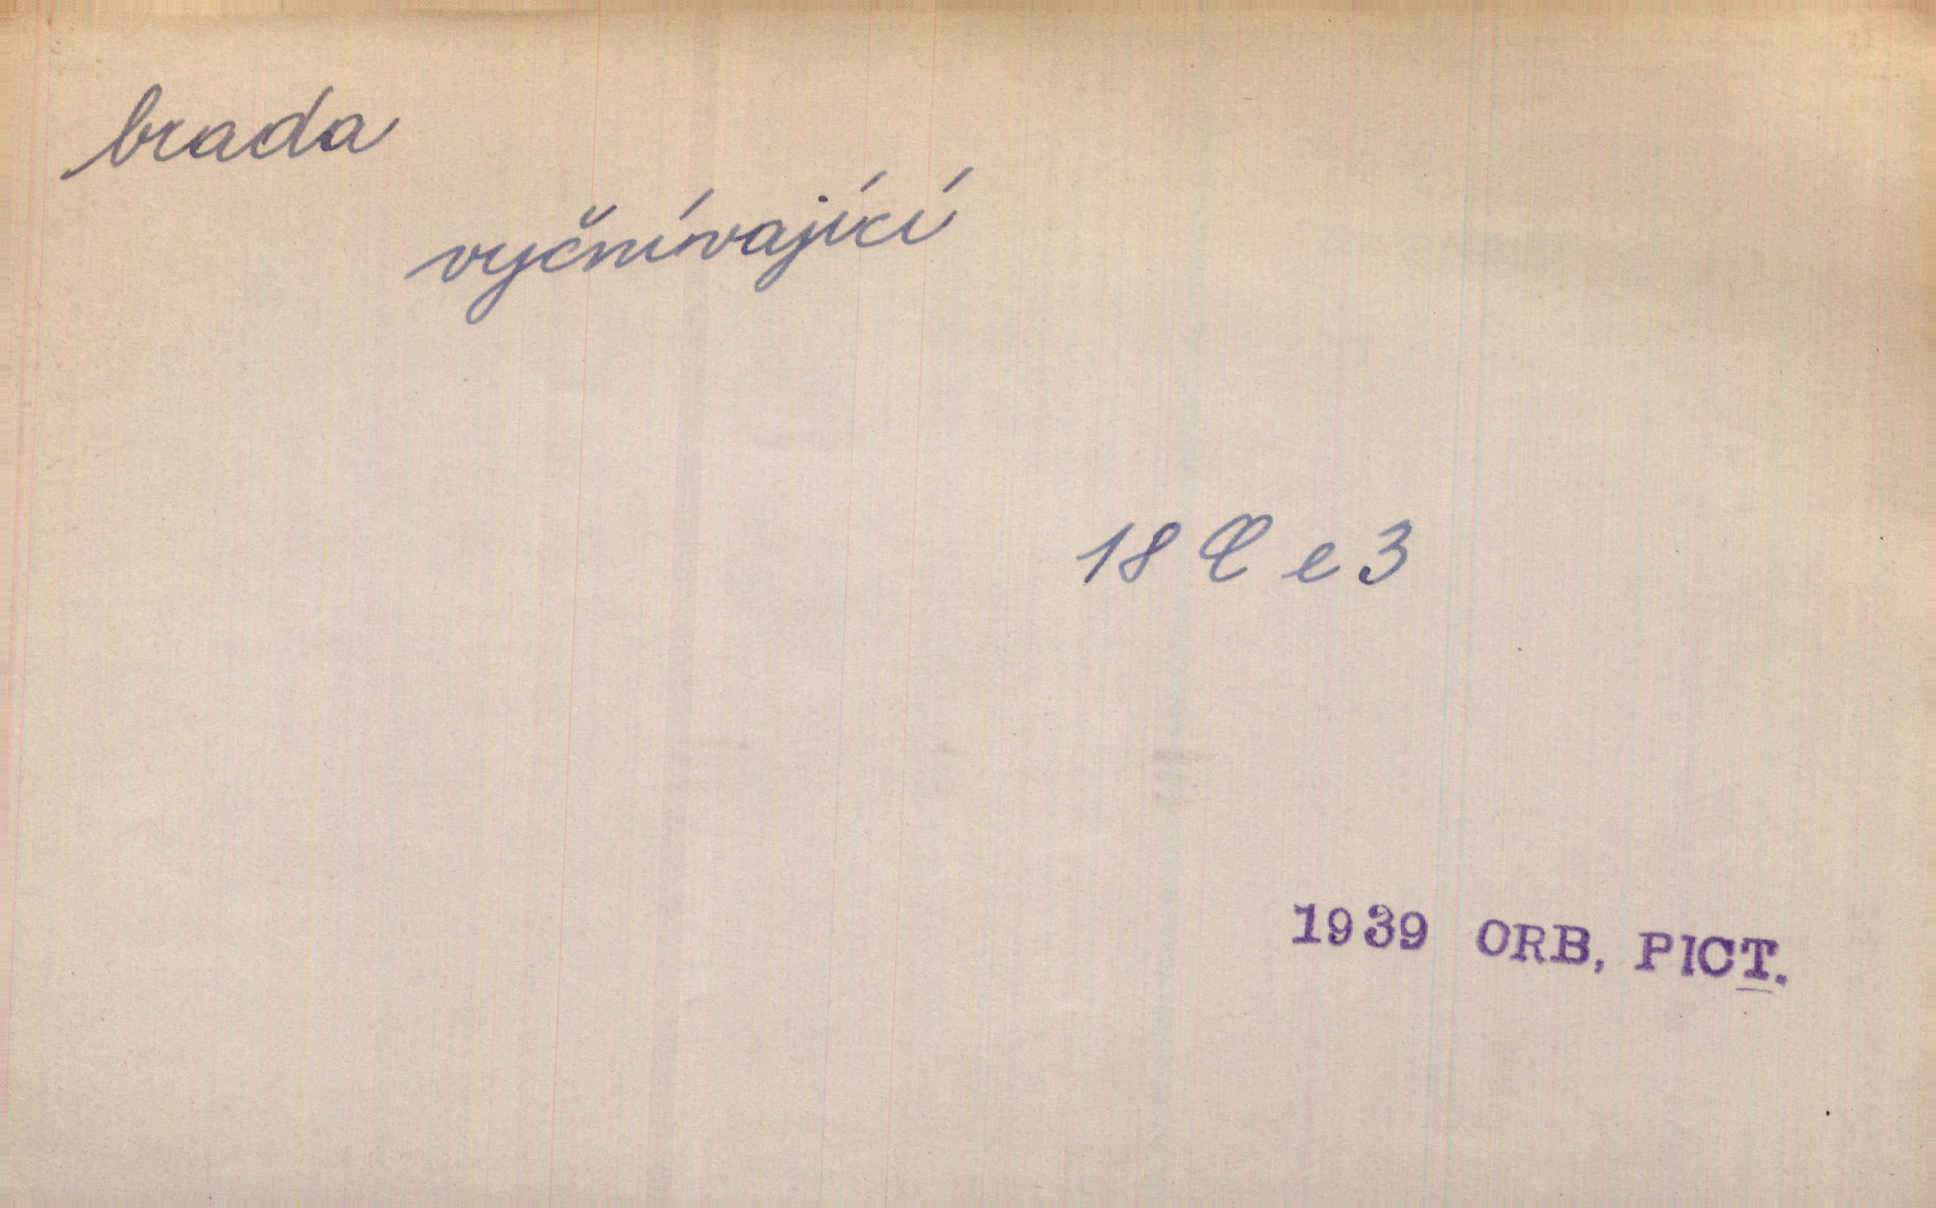 brada
vyčnívající
18 e 3
1939 ORB. PICT.